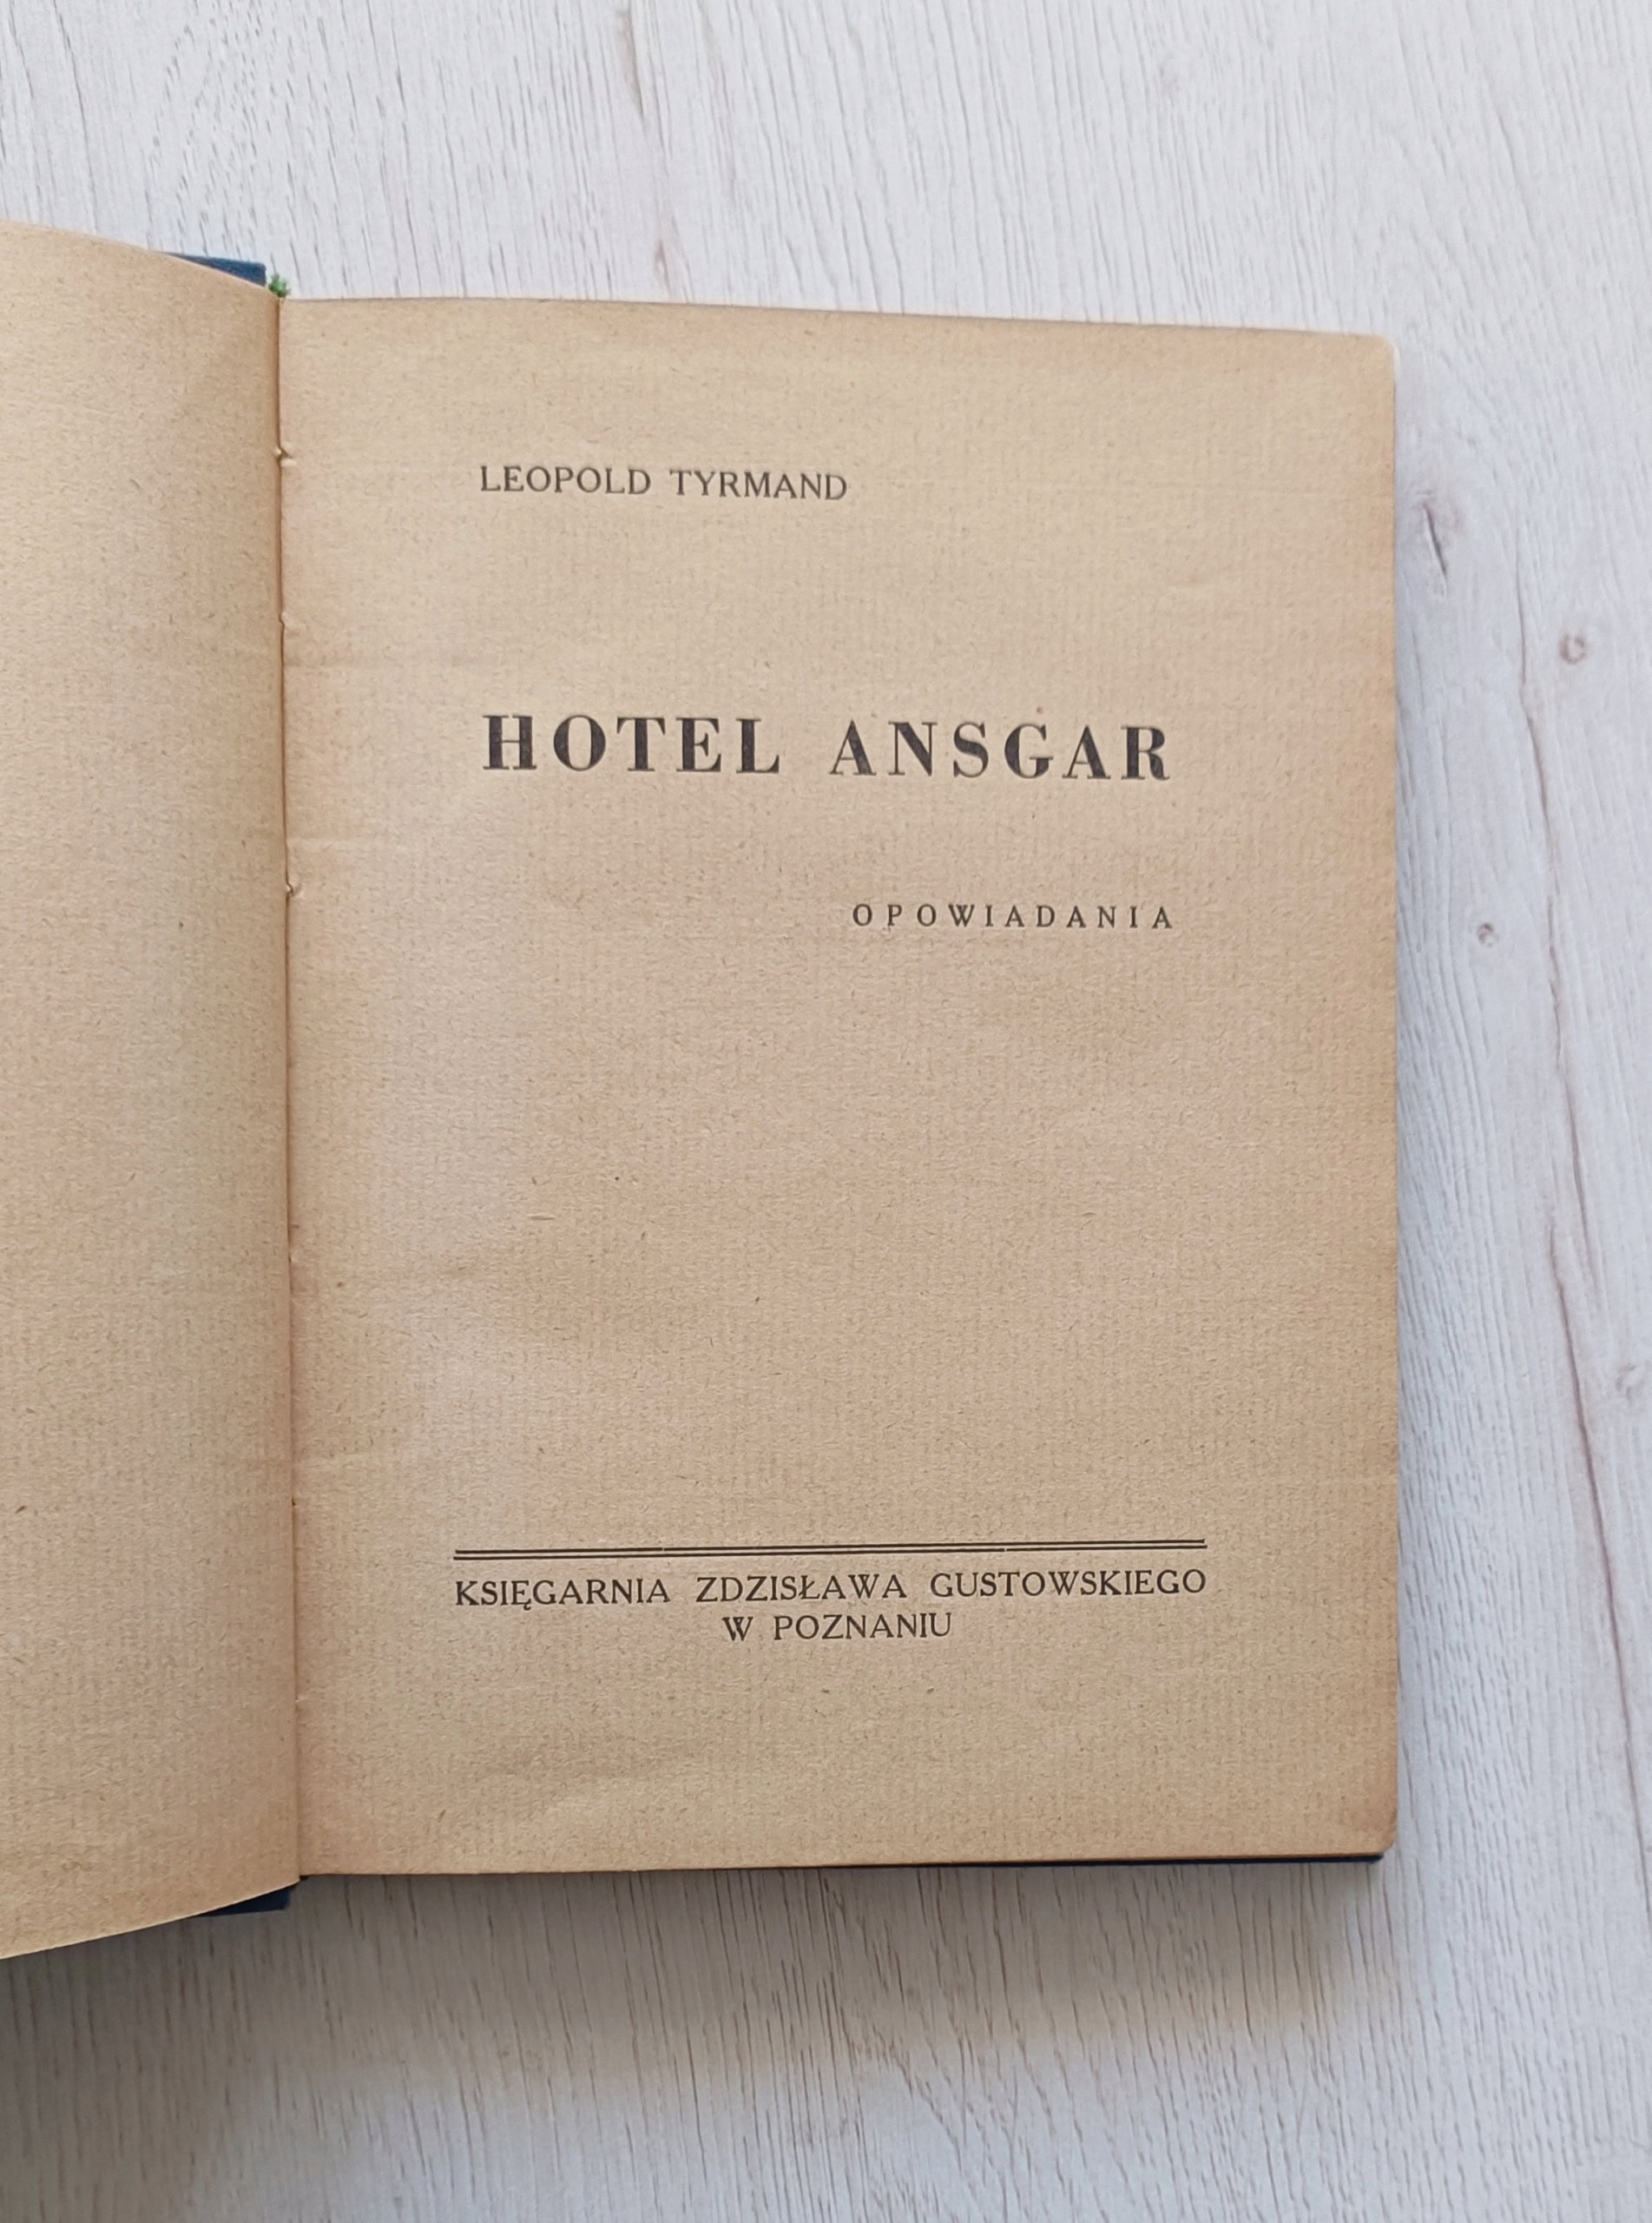 LEOPOLD TYRMAND
HOTEL ANSGAR
OPOWIADANIA
KSIĘGARNIA ZDZISŁAWA GUSTOWSKIEGO
W POZNANIU